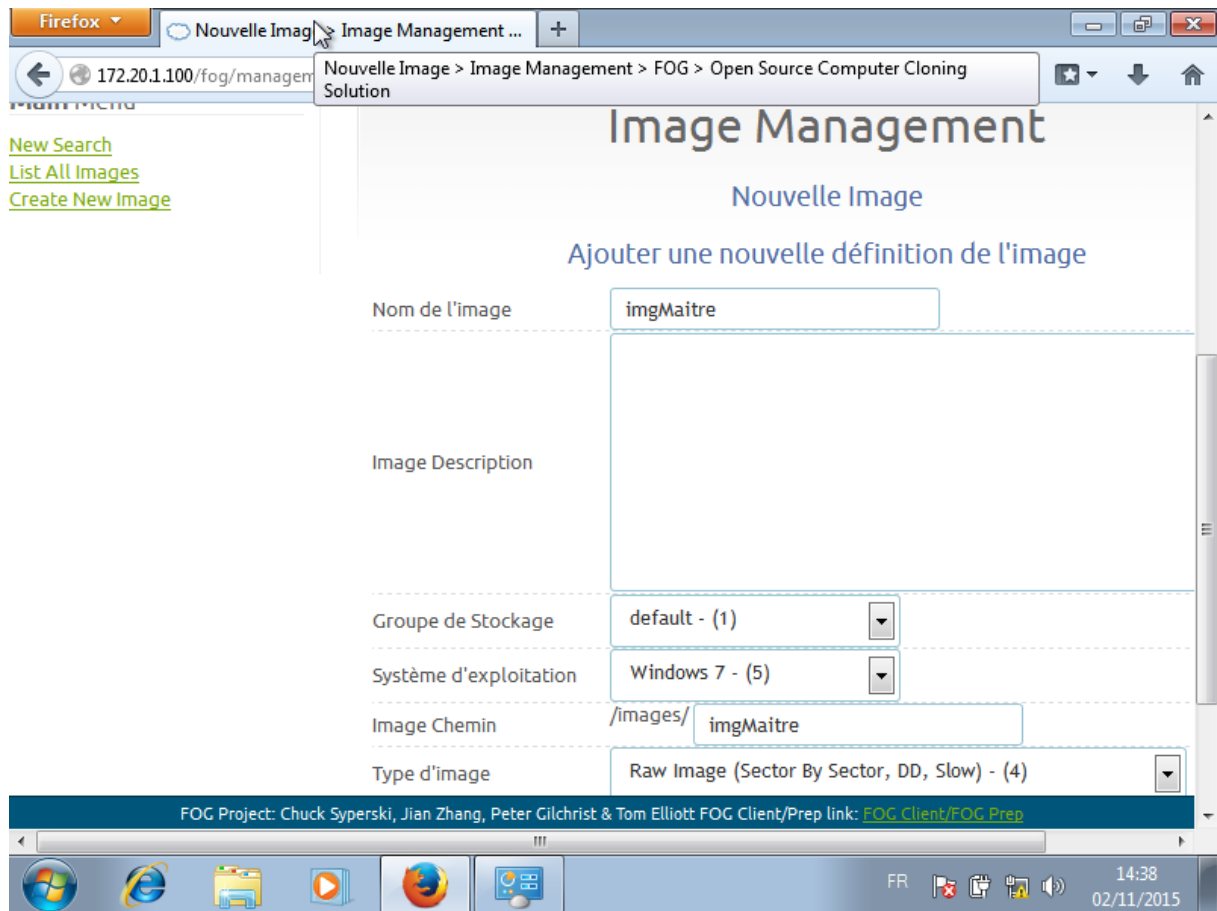 Firefox
Nouvelle Imag > Image Management ...
172.20.1.100/fog/managem
Nouvelle Image > Image Management > FOG > Open Source Computer Cloning
Solution
Main Menu
New Search
List All Images
Create New Image
Image Management
Nouvelle Image
Ajouter une nouvelle définition de l'image
Nom de l'image
imgMaitre
Image Description
Groupe de Stockage
default - (1)
Système d'exploitation
Windows 7 - (5)
Image Chemin
/images/
imgMaitre
Type d'image
Raw Image (Sector By Sector, DD, Slow) - (4)
FOG Project: Chuck Syperski, Jian Zhang, Peter Gilchrist & Tom Elliott FOG Client/Prep link: FOG Client/FOG Prep
FR
14:38
02/11/2015